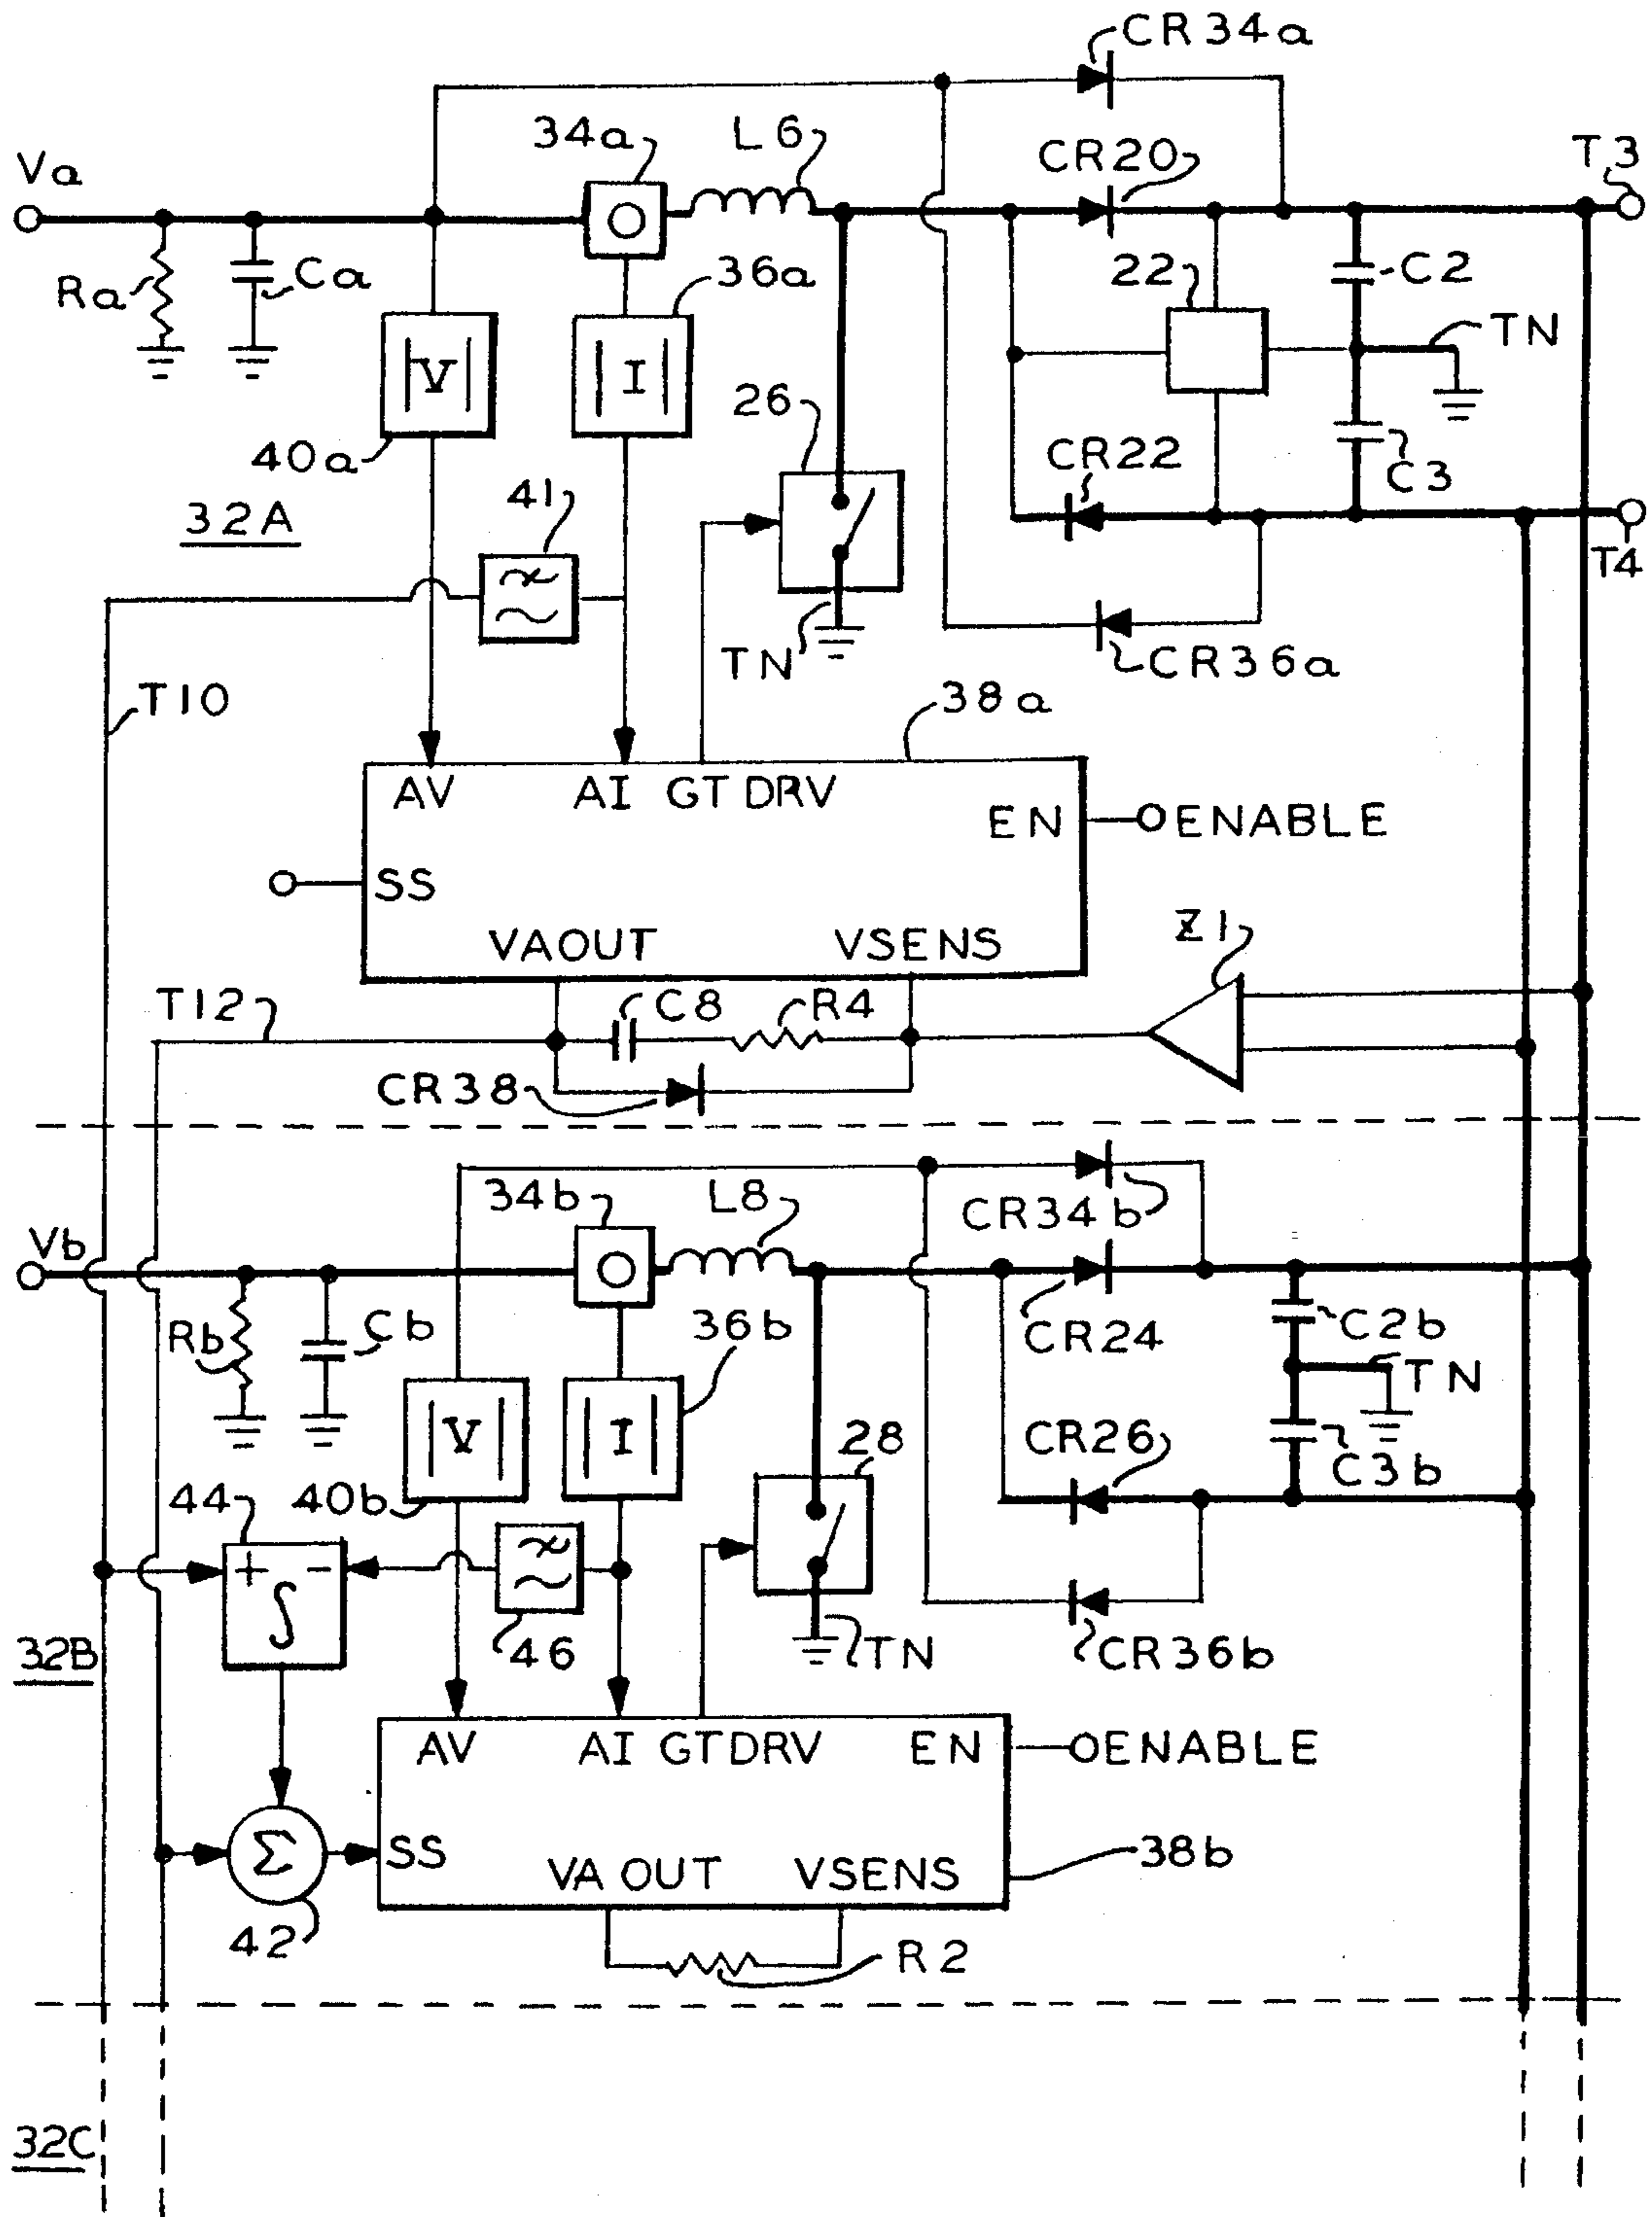 CR34a
34a
L6
CR20
T3
Va
Ra
Ca
36a
22
C2
TN
|V|
|I|
26
40a
CR22
C3
41
32A
T4
TN
CR36a
T10
38a
AV
AI
GT DRV
EN
ENABLE
SS
VAOUT
VSENS
Z1
T12
C8
R4
CR38
34b
L8
CR34b
Vb
Rb
Cb
36b
CR24
C2b
TN
|V|
|I|
28
CR26
C3b
44
40b
+ -
∫
46
TN
32B
CR36b
AV
AI
GT DRV
EN
ENABLE
Σ
SS
38b
VA OUT
VSENS
42
R2
32C